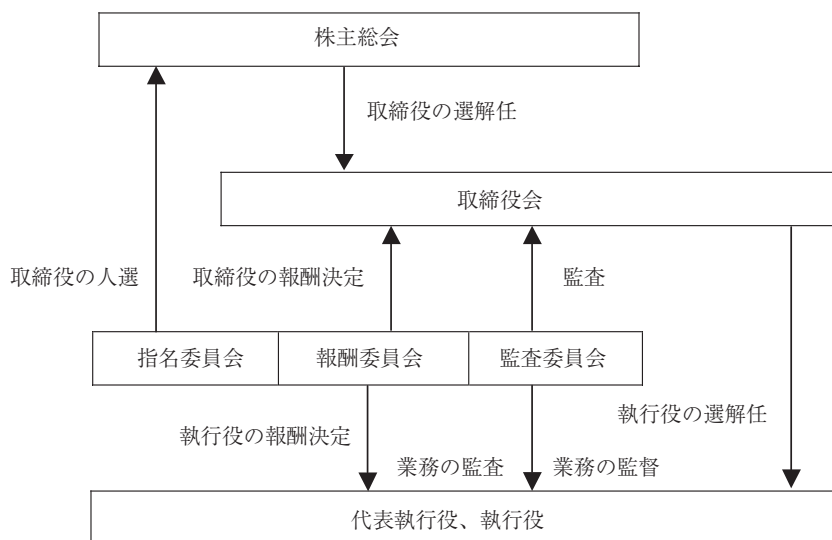 株主総会
取締役の選解任
取締役会
取締役の人選
取締役の報酬決定
監査
指名委員会
報酬委員会
監査委員会
執行役の選解任
執行役の報酬決定
業務の監査
業務の監督
代表執行役、執行役